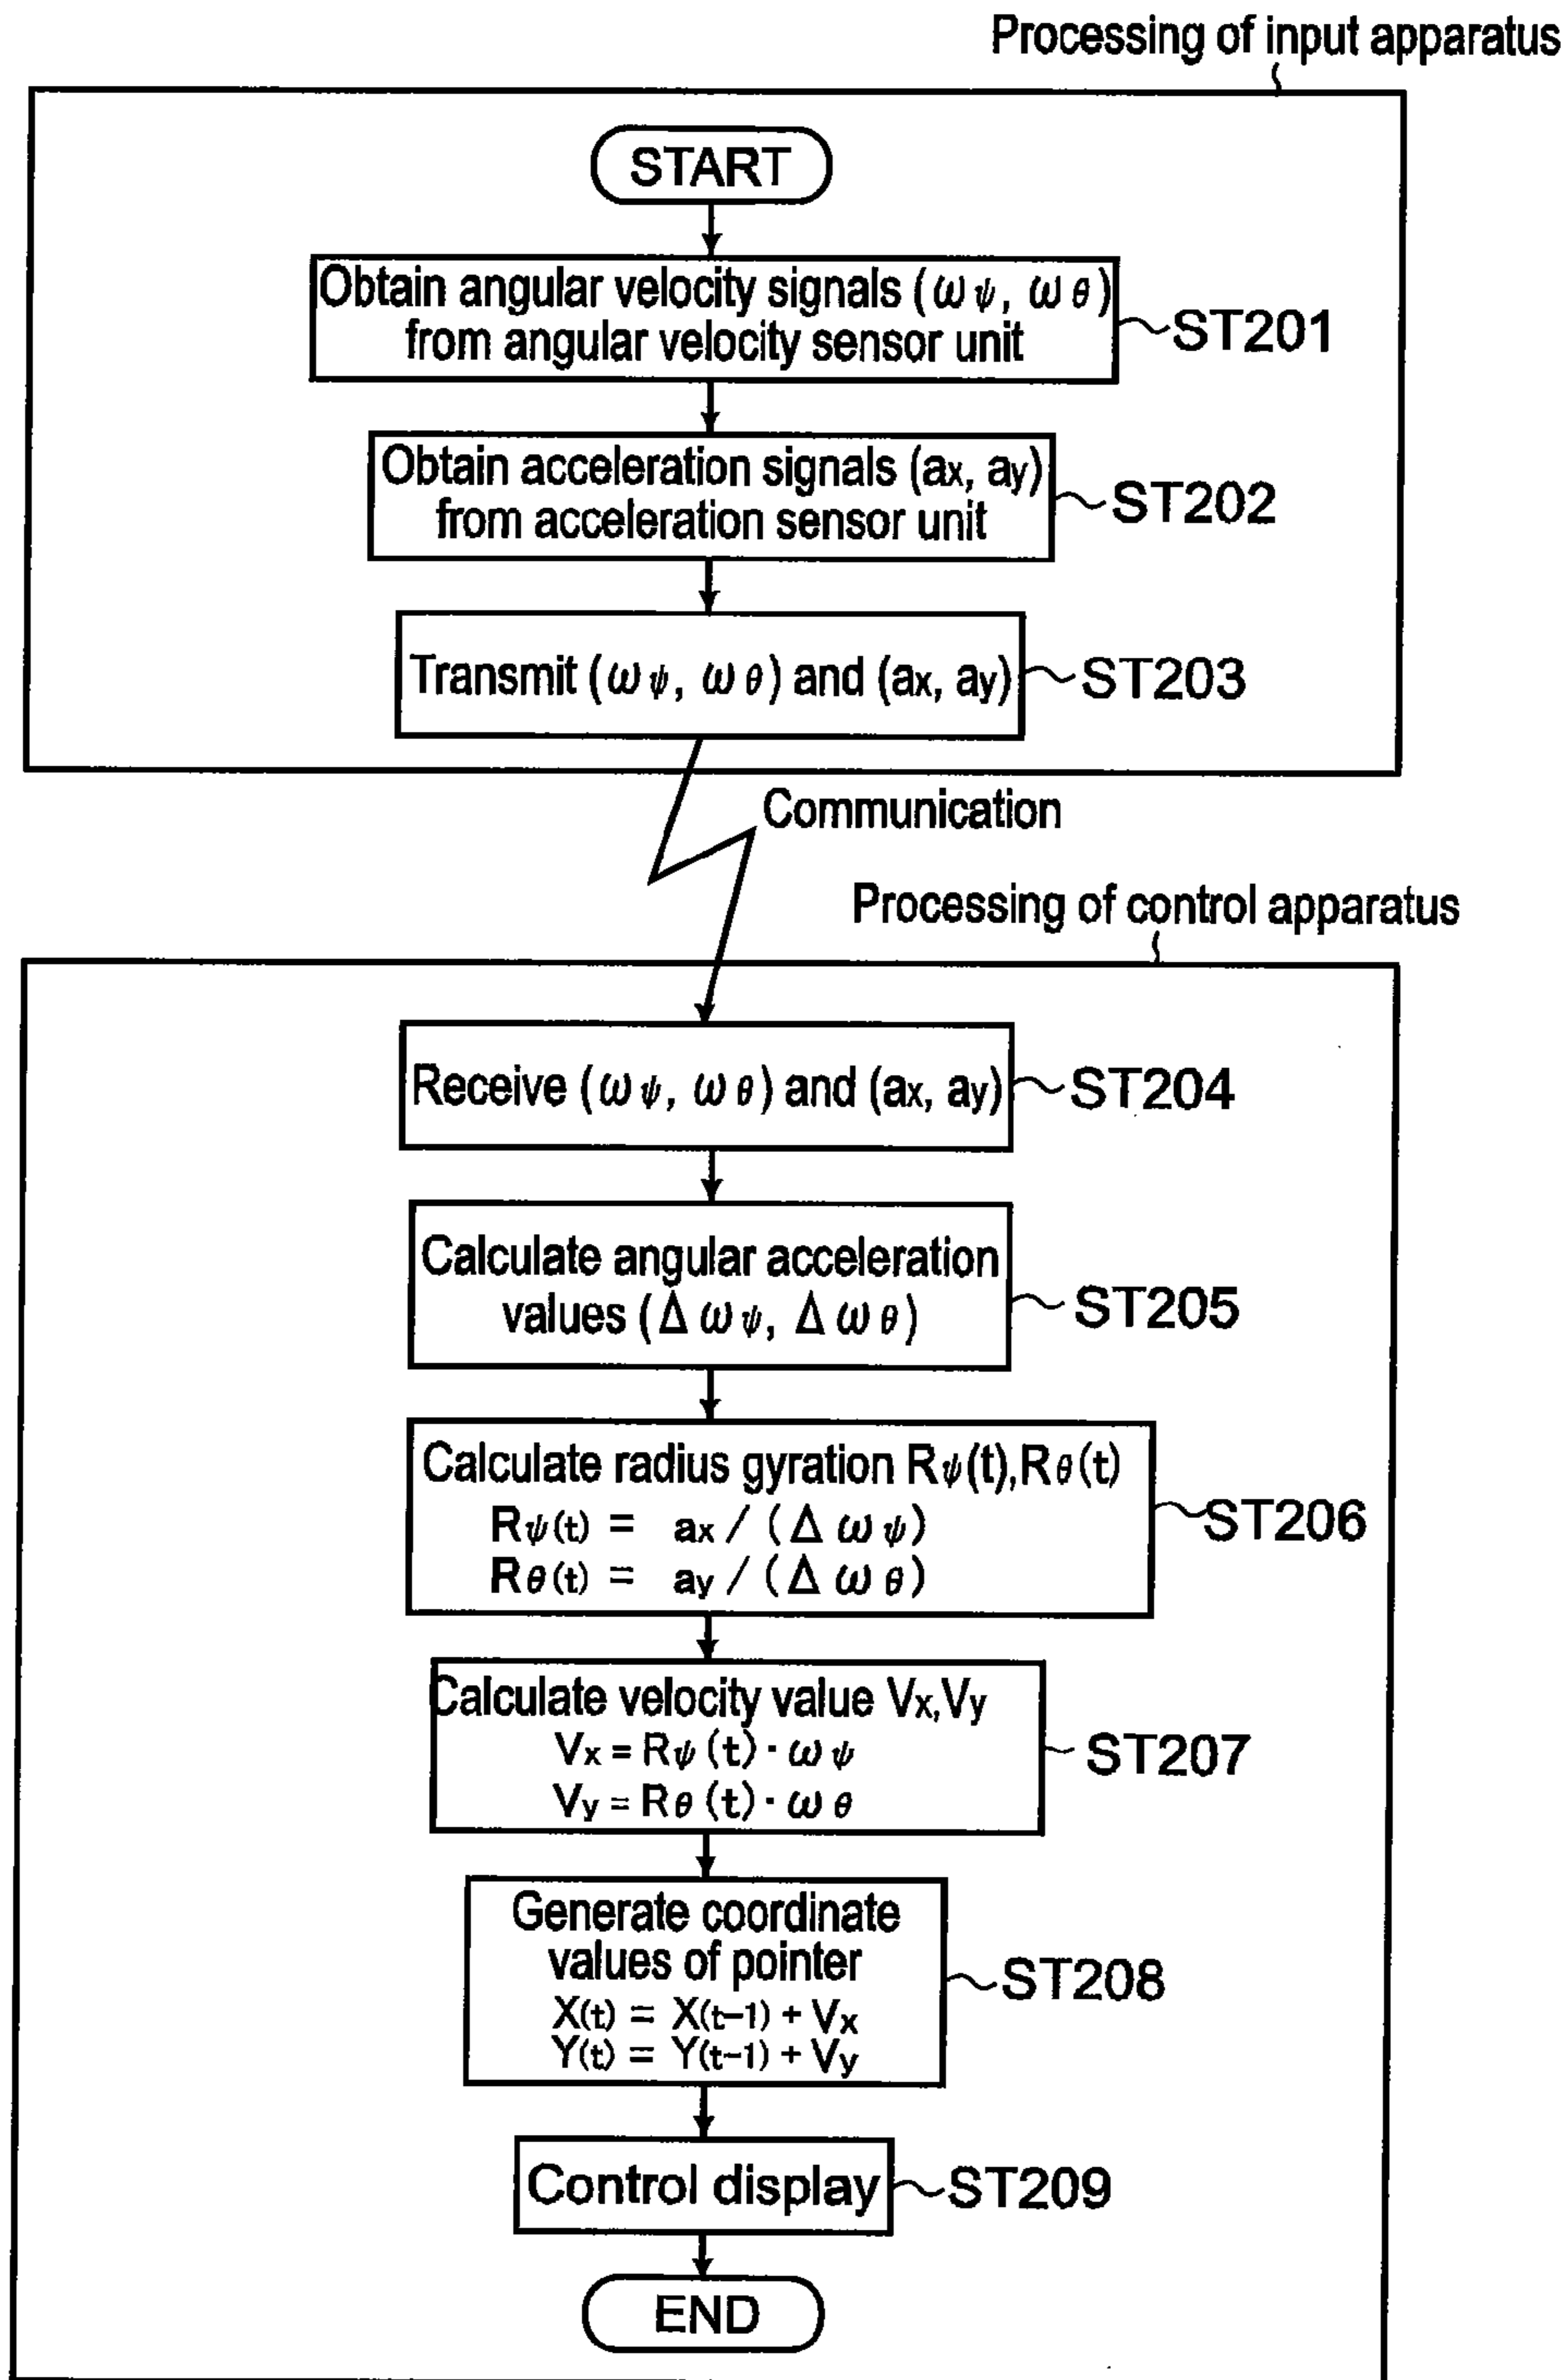 Processing of input apparatus
START
Obtain angular velocity signals (ωψ, ωθ)
from angular velocity sensor unit
ST201
Obtain acceleration signals (ax, ay)
from acceleration sensor unit
ST202
Transmit (ωψ, ωθ) and (ax, ay)
ST203
Communication
Processing of control apparatus
Receive (ωψ, ωθ) and (ax, ay)
ST204
Calculate angular acceleration
values (Δωψ, Δωθ)
ST205
Calculate radius gyration Rψ(t),Rθ(t)
Rψ(t) = ax / (Δωψ)
Rθ(t) = ay / (Δωθ)
ST206
Calculate velocity value Vx,Vy
Vx = Rψ(t)・ωψ
Vy = Rθ(t)・ωθ
ST207
Generate coordinate
values of pointer
X(t) = X(t-1) + Vx
Y(t) = Y(t-1) + Vy
ST208
Control display
ST209
END